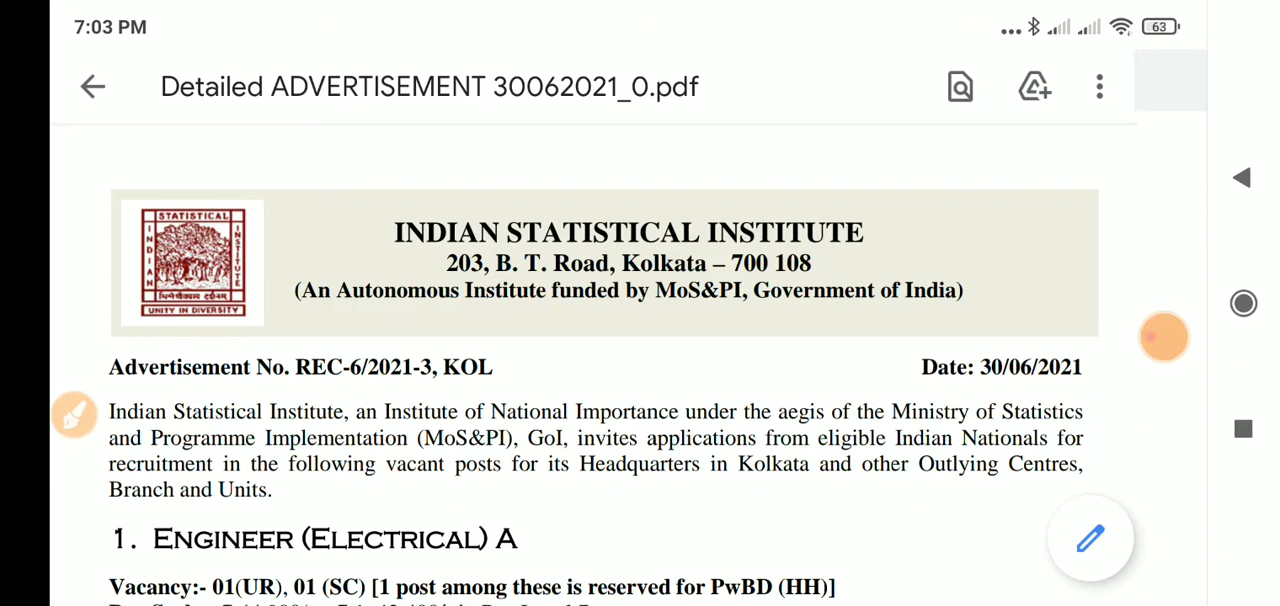 7:03 PM
63
Detailed ADVERTISEMENT 30062021_0.pdf
STATISTICAL
INDIAN
INSTITUTE
UNITY IN DIVERSITY
INDIAN STATISTICAL INSTITUTE
203, B. T. Road, Kolkata – 700 108
(An Autonomous Institute funded by MoS&PI, Government of India)
Advertisement No. REC-6/2021-3, KOL
Date: 30/06/2021
Indian Statistical Institute, an Institute of National Importance under the aegis of the Ministry of Statistics
and Programme Implementation (MoS&PI), GoI, invites applications from eligible Indian Nationals for
recruitment in the following vacant posts for its Headquarters in Kolkata and other Outlying Centres,
Branch and Units.
1. ENGINEER (ELECTRICAL) A
Vacancy:- 01(UR), 01 (SC) [1 post among these is reserved for PwBD (HH)]